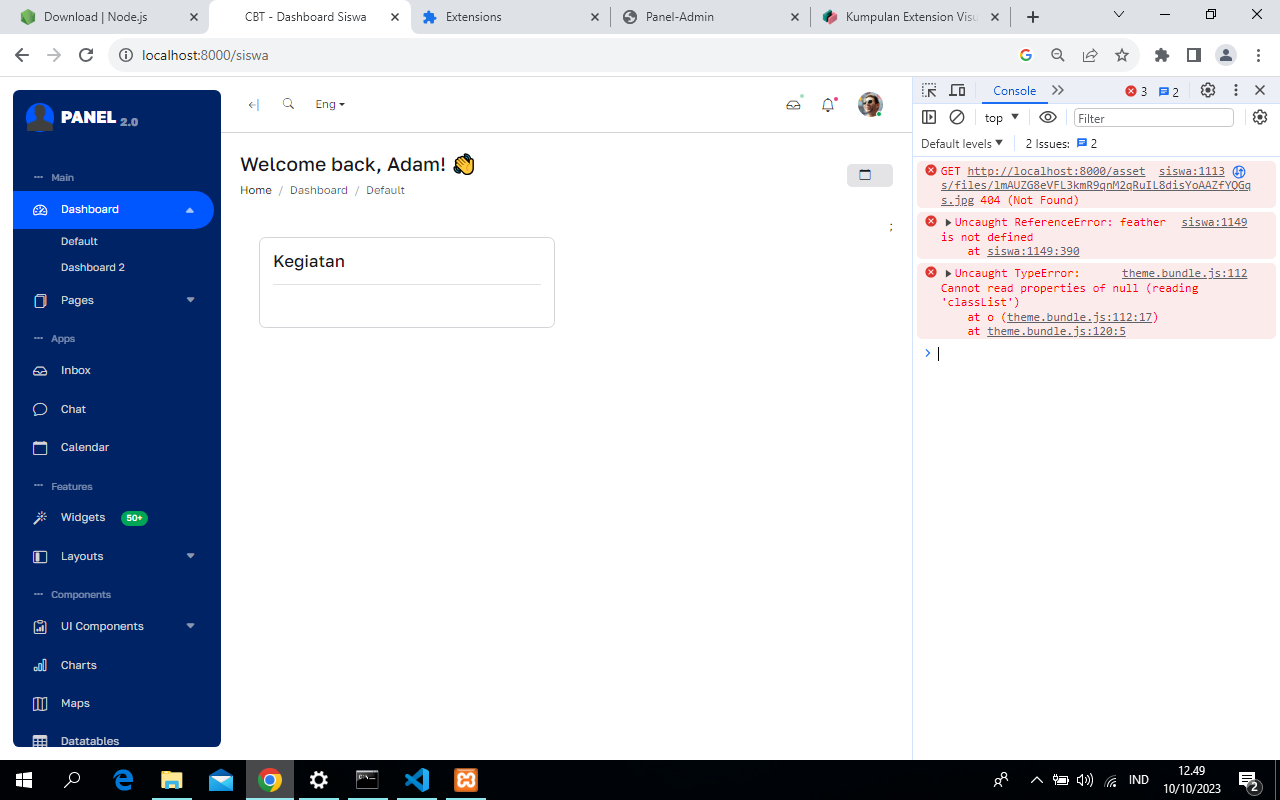 Download | Node.js
CBT - Dashboard Siswa
Extensions
Panel-Admin
Kumpulan Extension Visu
localhost:8000/siswa
PANEL 2.0
Main
Dashboard
Default
Dashboard 2
Pages
Apps
Inbox
Chat
Calendar
Features
Widgets 50+
Layouts
Components
UI Components
Charts
Maps
Datatables
Eng
Welcome back, Adam! 👋
Home / Dashboard / Default
;
Kegiatan
Console 3 2
top Filter
Default levels 2 Issues: 2
GET http://localhost:8000/asset siswa:1113
s/files/lmAUZG8eVFL3kmR9qnM2qRuIL8disYoAAZfYQGq
s.jpg 404 (Not Found)
Uncaught ReferenceError: feather siswa:1149
is not defined
at siswa:1149:390
Uncaught TypeError: theme.bundle.js:112
Cannot read properties of null (reading
'classList')
at o (theme.bundle.js:112:17)
at theme.bundle.js:120:5
IND
12.49
10/10/2023
2